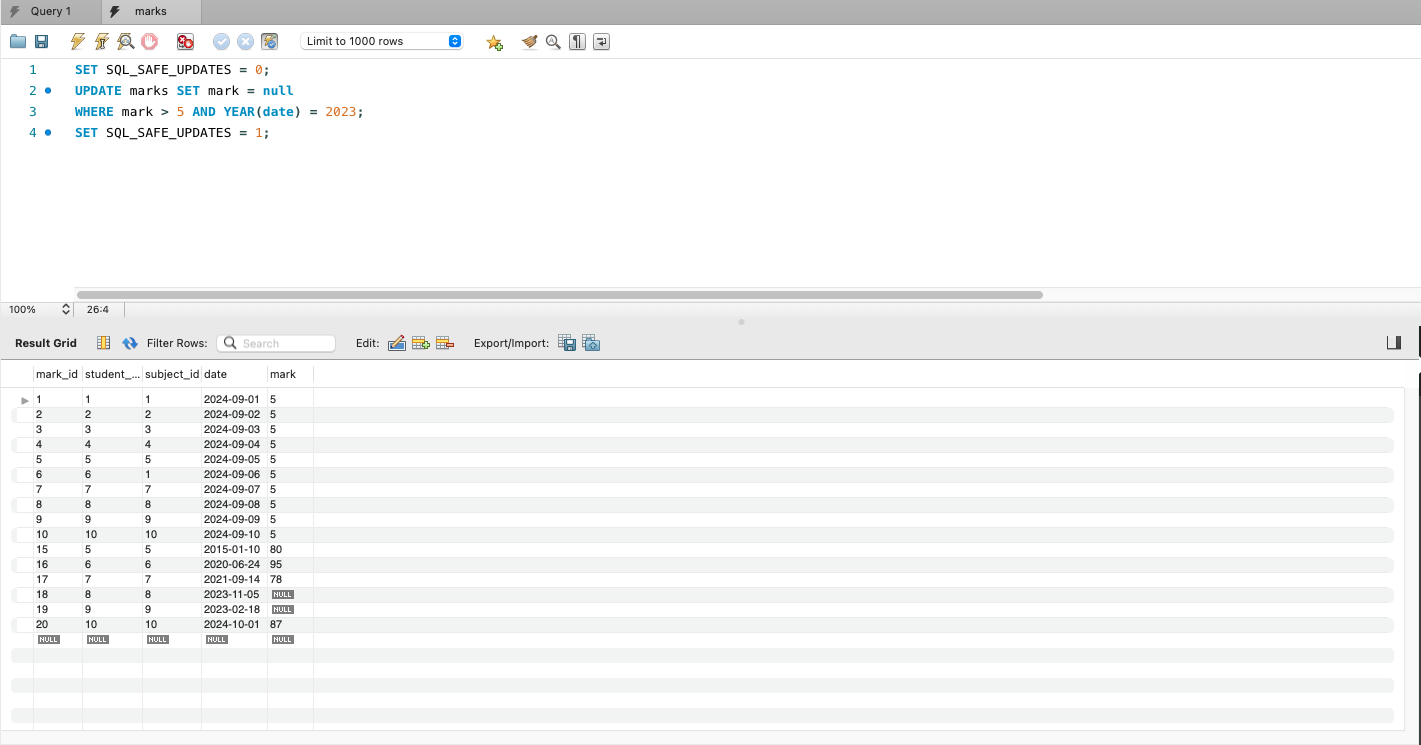 Query 1 marks
Limit to 1000 rows
1 SET SQL_SAFE_UPDATES = 0;
2 UPDATE marks SET mark = null
3 WHERE mark > 5 AND YEAR(date) = 2023;
4 SET SQL_SAFE_UPDATES = 1;
100% 26:4
Result Grid Filter Rows: Search Edit: Export/Import:
mark_id student_... subject_id date mark
1 1 1 2024-09-01 5
2 2 2 2024-09-02 5
3 3 3 2024-09-03 5
4 4 4 2024-09-04 5
5 5 5 2024-09-05 5
6 6 1 2024-09-06 5
7 7 7 2024-09-07 5
8 8 8 2024-09-08 5
9 9 9 2024-09-09 5
10 10 10 2024-09-10 5
15 5 5 2015-01-10 80
16 6 6 2020-06-24 95
17 7 7 2021-09-14 78
18 8 8 2023-11-05 NULL
19 9 9 2023-02-18 NULL
20 10 10 2024-10-01 87
NULL NULL NULL NULL NULL